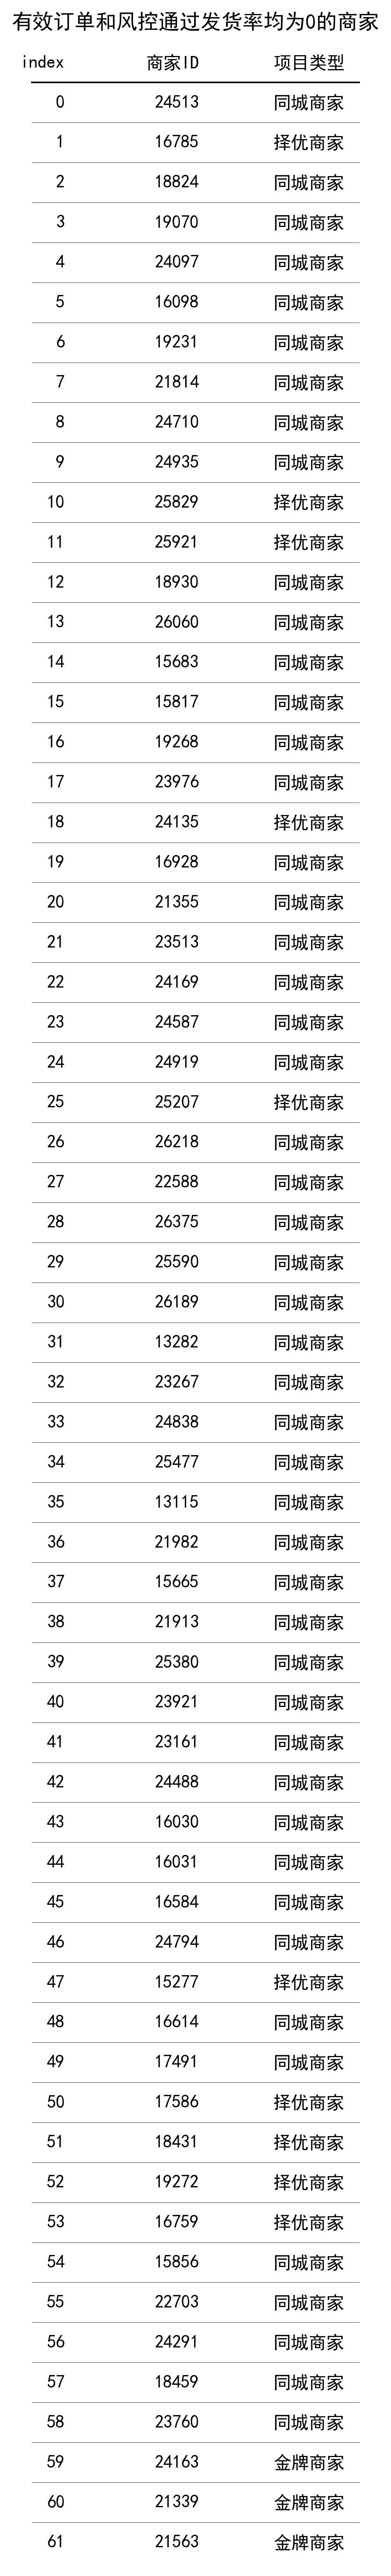 有效订单和风控通过发货率均为0的商家
index 商家ID 项目类型
0 24513 同城商家
1 16785 择优商家
2 18824 同城商家
3 19070 同城商家
4 24097 同城商家
5 16098 同城商家
6 19231 同城商家
7 21814 同城商家
8 24710 同城商家
9 24935 同城商家
10 25829 择优商家
11 25921 择优商家
12 18930 同城商家
13 26060 同城商家
14 15683 同城商家
15 15817 同城商家
16 19268 同城商家
17 23976 同城商家
18 24135 择优商家
19 16928 同城商家
20 21355 同城商家
21 23513 同城商家
22 24169 同城商家
23 24587 同城商家
24 24919 同城商家
25 25207 择优商家
26 26218 同城商家
27 22588 同城商家
28 26375 同城商家
29 25590 同城商家
30 26189 同城商家
31 13282 同城商家
32 23267 同城商家
33 24838 同城商家
34 25477 同城商家
35 13115 同城商家
36 21982 同城商家
37 15665 同城商家
38 21913 同城商家
39 25380 同城商家
40 23921 同城商家
41 23161 同城商家
42 24488 同城商家
43 16030 同城商家
44 16031 同城商家
45 16584 同城商家
46 24794 同城商家
47 15277 择优商家
48 16614 同城商家
49 17491 同城商家
50 17586 择优商家
51 18431 择优商家
52 19272 择优商家
53 16759 择优商家
54 15856 同城商家
55 22703 同城商家
56 24291 同城商家
57 18459 同城商家
58 23760 同城商家
59 24163 金牌商家
60 21339 金牌商家
61 21563 金牌商家